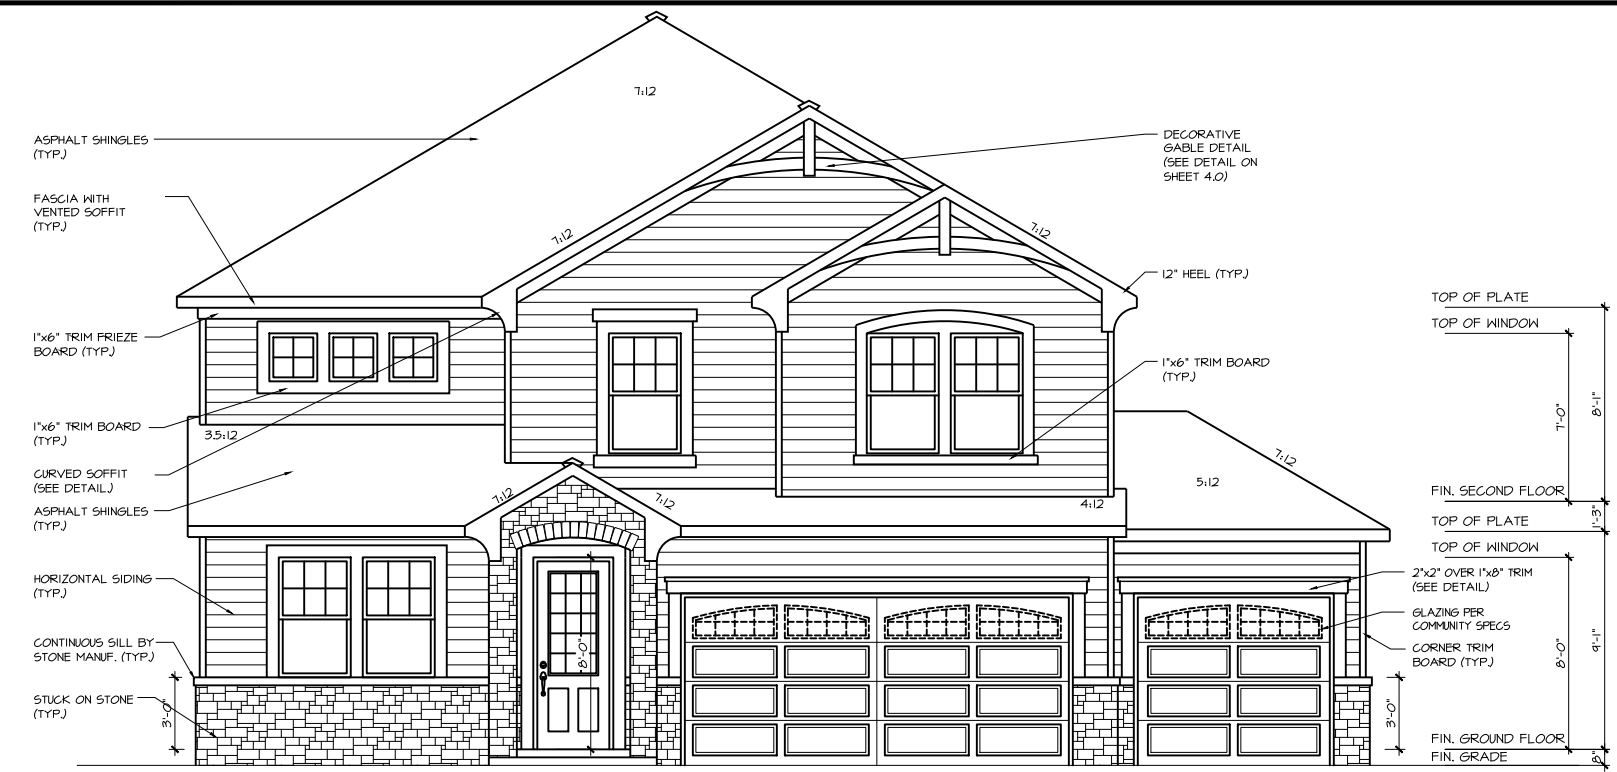 7:12
ASPHALT SHINGLES
(TYP.)
FASCIA WITH
VENTED SOFFIT
(TYP.)
1"x6" TRIM FRIEZE
BOARD (TYP.)
1"x6" TRIM BOARD
(TYP.)
CURVED SOFFIT
(SEE DETAIL.)
ASPHALT SHINGLES
(TYP.)
HORIZONTAL SIDING
(TYP.)
CONTINUOUS SILL BY
STONE MANUF. (TYP.)
STUCK ON STONE
(TYP.)
3'-0"
3.5:12
7:12
7:12
7:12
7:12
8'-0"
4:12
5:12
7:12
DECORATIVE
GABLE DETAIL
(SEE DETAIL ON
SHEET 4.0)
12" HEEL (TYP.)
1"x6" TRIM BOARD
(TYP.)
2"x2" OVER 1"x8" TRIM
(SEE DETAIL)
GLAZING PER
COMMUNITY SPECS
CORNER TRIM
BOARD (TYP.)
3'-0"
TOP OF PLATE
TOP OF WINDOW
7'-0"
8'-1"
FIN. SECOND FLOOR
1'-3"
TOP OF PLATE
TOP OF WINDOW
8'-0"
9'-1"
FIN. GROUND FLOOR
FIN. GRADE
8"